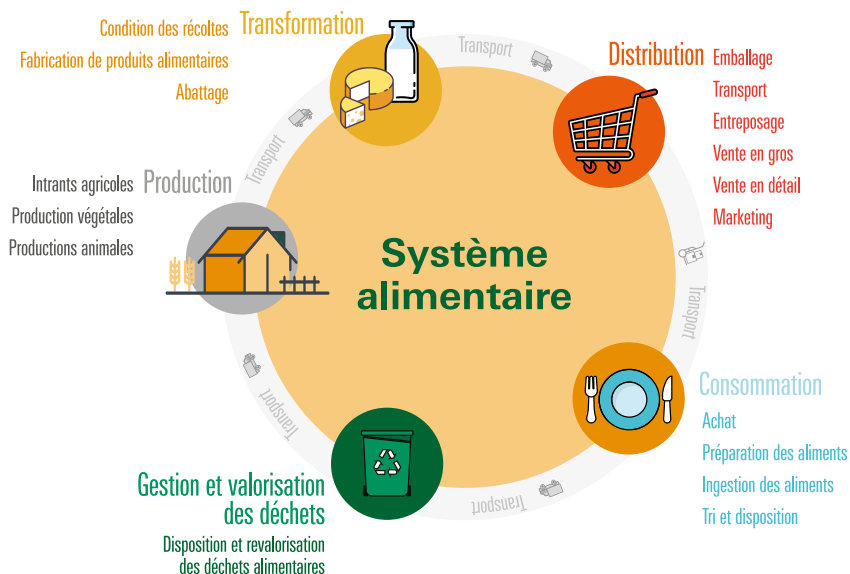 Transformation
Condition des récoltes
Fabrication de produits alimentaires
Abattage
Transport
Distribution
Emballage
Transport
Entreposage
Vente en gros
Vente en détail
Marketing
Transport
Production
Intrants agricoles
Production végétales
Productions animales
Système
alimentaire
Transport
Consommation
Achat
Préparation des aliments
Ingestion des aliments
Tri et disposition
Transport
Gestion et valorisation
des déchets
Disposition et revalorisation
des déchets alimentaires
Transport